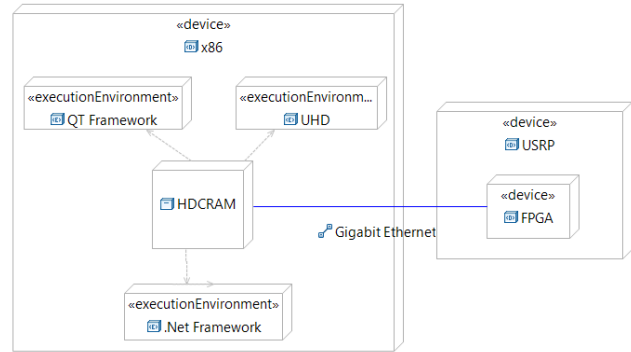 «device»
x86
«executionEnvironment»
QT Framework
«executionEnvironm...
UHD
HDCRAM
Gigabit Ethernet
«executionEnvironment»
.Net Framework
«device»
USRP
«device»
FPGA